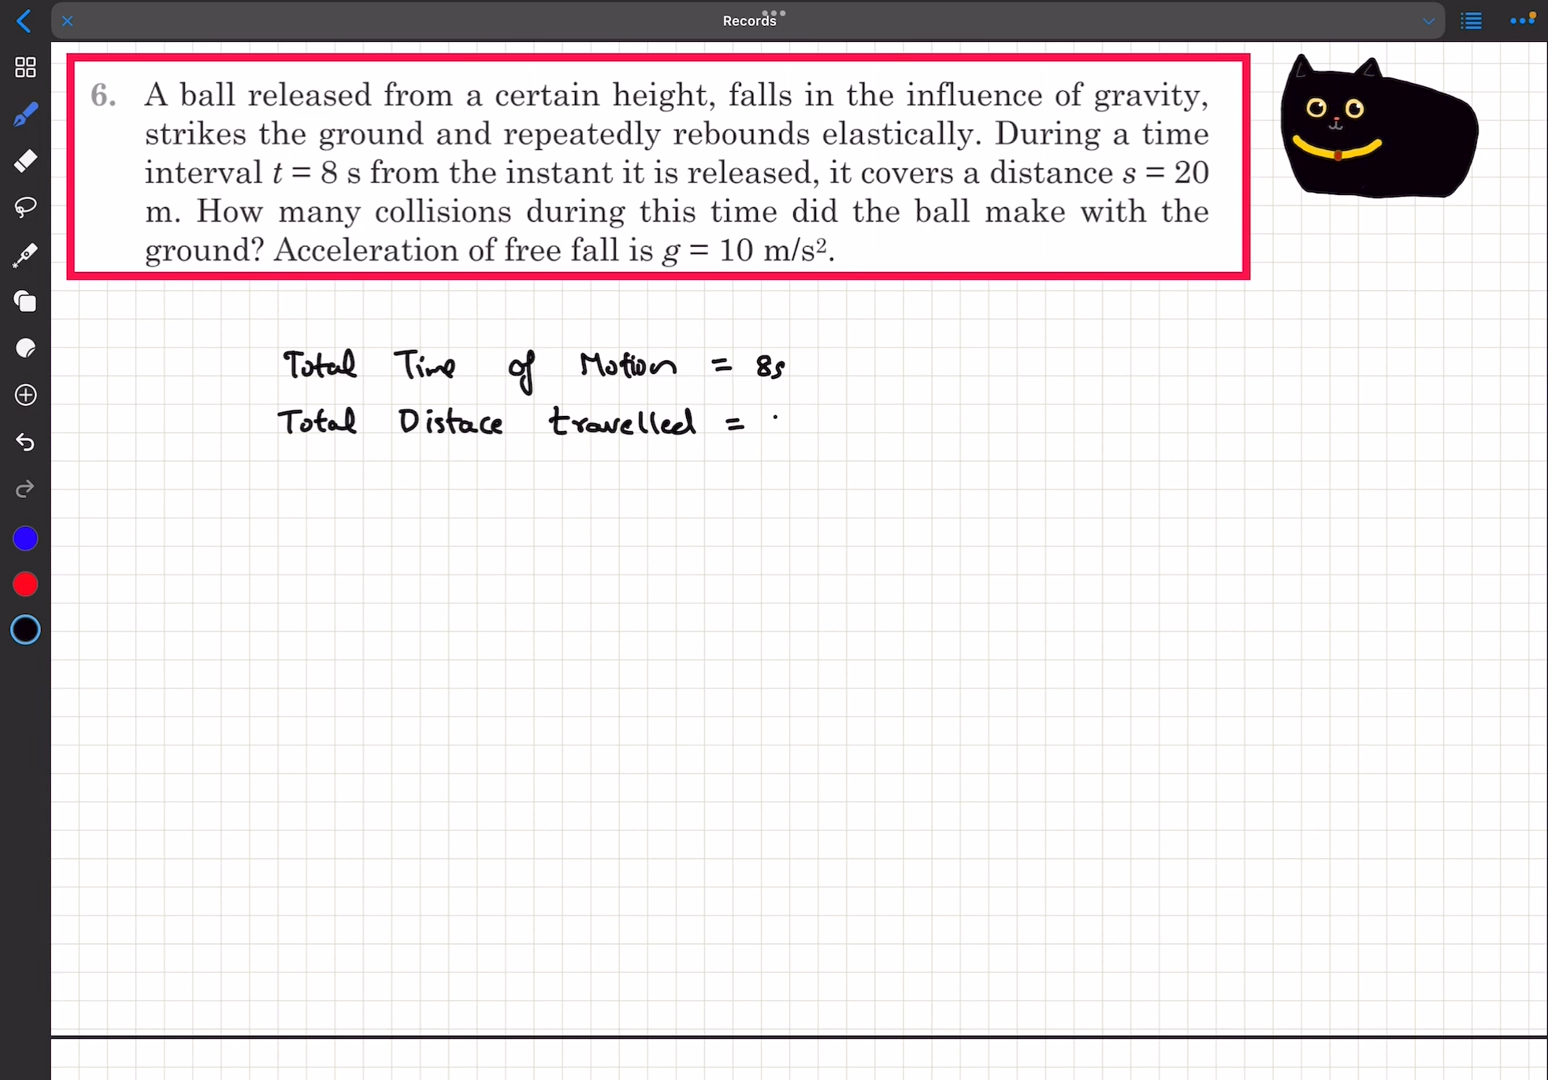 Records
6. A ball released from a certain height, falls in the influence of gravity,
strikes the ground and repeatedly rebounds elastically. During a time
interval t = 8 s from the instant it is released, it covers a distance s = 20
m. How many collisions during this time did the ball make with the
ground? Acceleration of free fall is g = 10 m/s².
Total Time of Motion = 8s
Total Distace travelled =